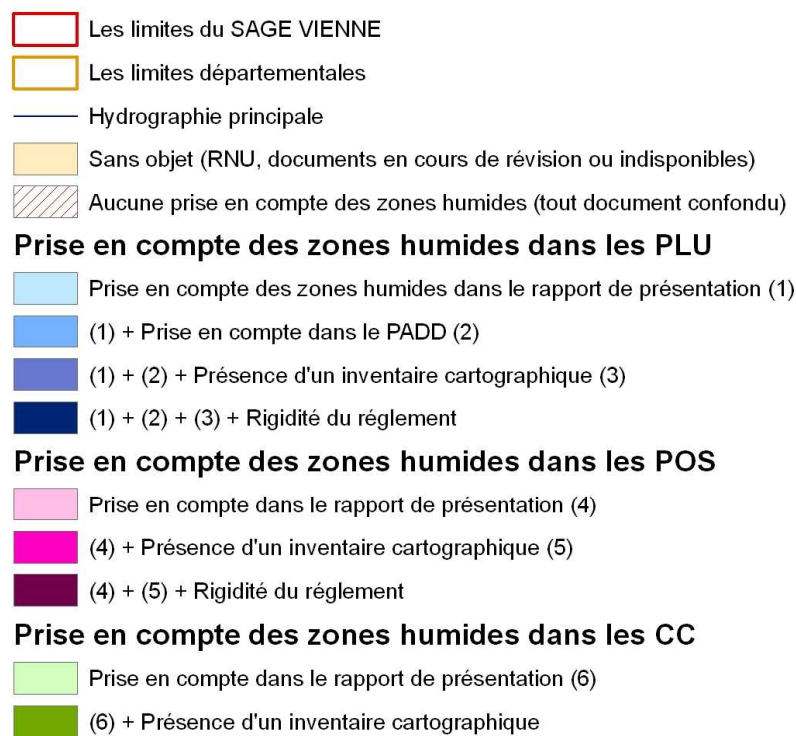 Les limites du SAGE VIENNE
Les limites départementales
Hydrographie principale
Sans objet (RNU, documents en cours de révision ou indisponibles)
Aucune prise en compte des zones humides (tout document confondu)
Prise en compte des zones humides dans les PLU
Prise en compte des zones humides dans le rapport de présentation (1)
(1) + Prise en compte dans le PADD (2)
(1) + (2) + Présence d'un inventaire cartographique (3)
(1) + (2) + (3) + Rigidité du réglement
Prise en compte des zones humides dans les POS
Prise en compte dans le rapport de présentation (4)
(4) + Présence d'un inventaire cartographique (5)
(4) + (5) + Rigidité du réglement
Prise en compte des zones humides dans les CC
Prise en compte dans le rapport de présentation (6)
(6) + Présence d'un inventaire cartographique